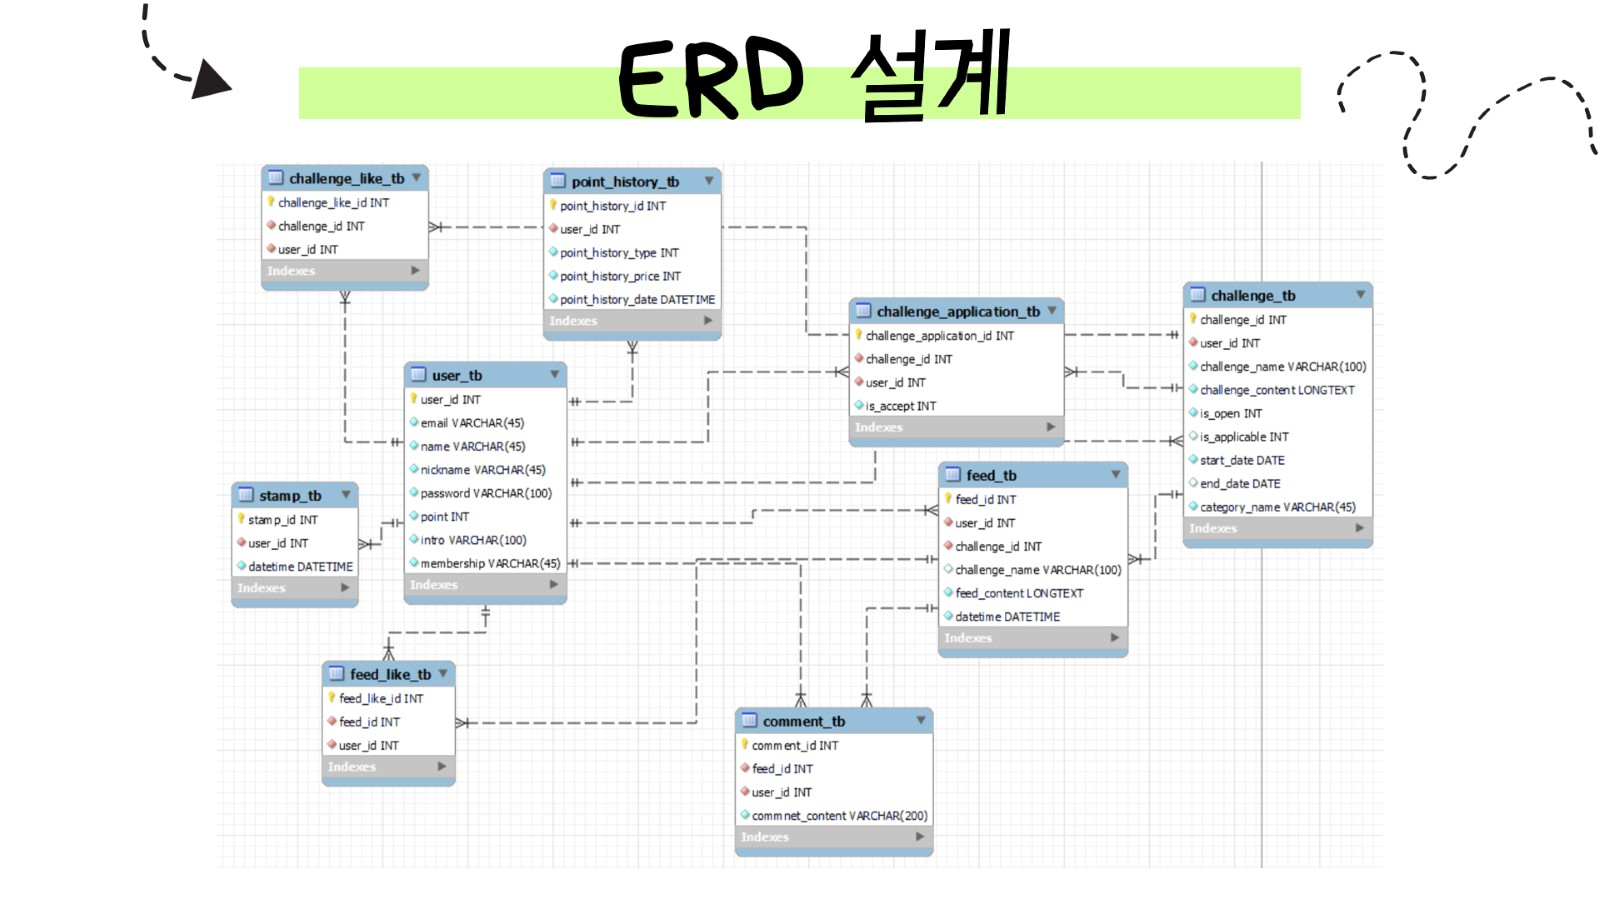 ERD 설계
challenge_like_tb
challenge_like_id INT
challenge_id INT
user_id INT
Indexes
point_history_tb
point_history_id INT
user_id INT
point_history_type INT
point_history_price INT
point_history_date DATETIME
Indexes
challenge_application_tb
challenge_application_id INT
challenge_id INT
user_id INT
is_accept INT
Indexes
challenge_tb
challenge_id INT
user_id INT
challenge_name VARCHAR(100)
challenge_content LONGTEXT
is_open INT
is_applicable INT
start_date DATE
end_date DATE
category_name VARCHAR(45)
Indexes
user_tb
user_id INT
email VARCHAR(45)
name VARCHAR(45)
nickname VARCHAR(45)
password VARCHAR(100)
point INT
intro VARCHAR(100)
membership VARCHAR(45)
Indexes
stamp_tb
stamp_id INT
user_id INT
datetime DATETIME
Indexes
feed_tb
feed_id INT
user_id INT
challenge_id INT
challenge_name VARCHAR(100)
feed_content LONGTEXT
datetime DATETIME
Indexes
feed_like_tb
feed_like_id INT
feed_id INT
user_id INT
Indexes
comment_tb
comment_id INT
feed_id INT
user_id INT
commnet_content VARCHAR(200)
Indexes